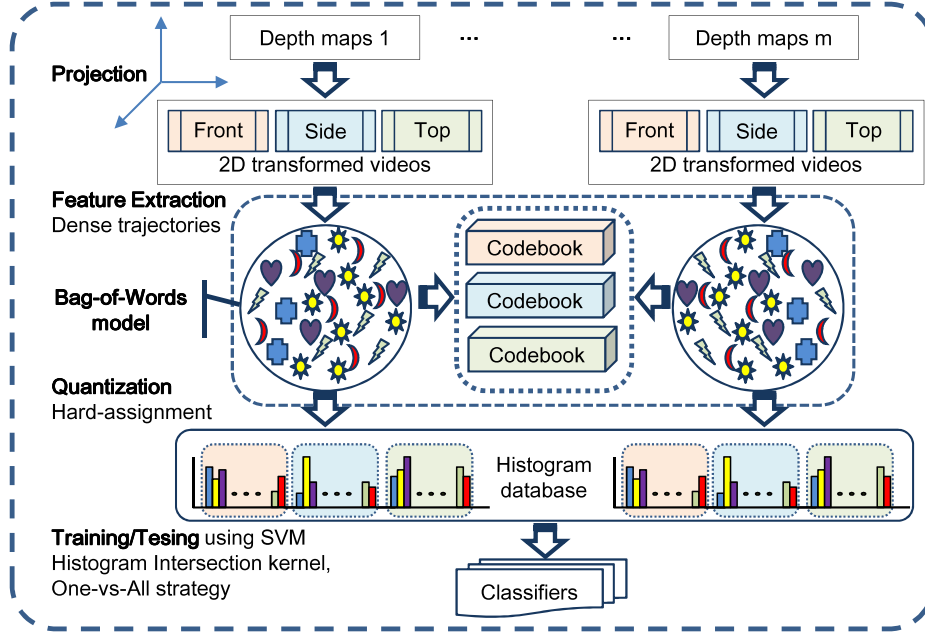 Depth maps 1
...
...
Depth maps m
Projection
Front
Side
Top
2D transformed videos
Front
Side
Top
2D transformed videos
Feature Extraction
Dense trajectories
Codebook
Codebook
Codebook
Bag-of-Words
model
Quantization
Hard-assignment
Histogram
database
Training/Tesing using SVM
Histogram Intersection kernel,
One-vs-All strategy
Classifiers